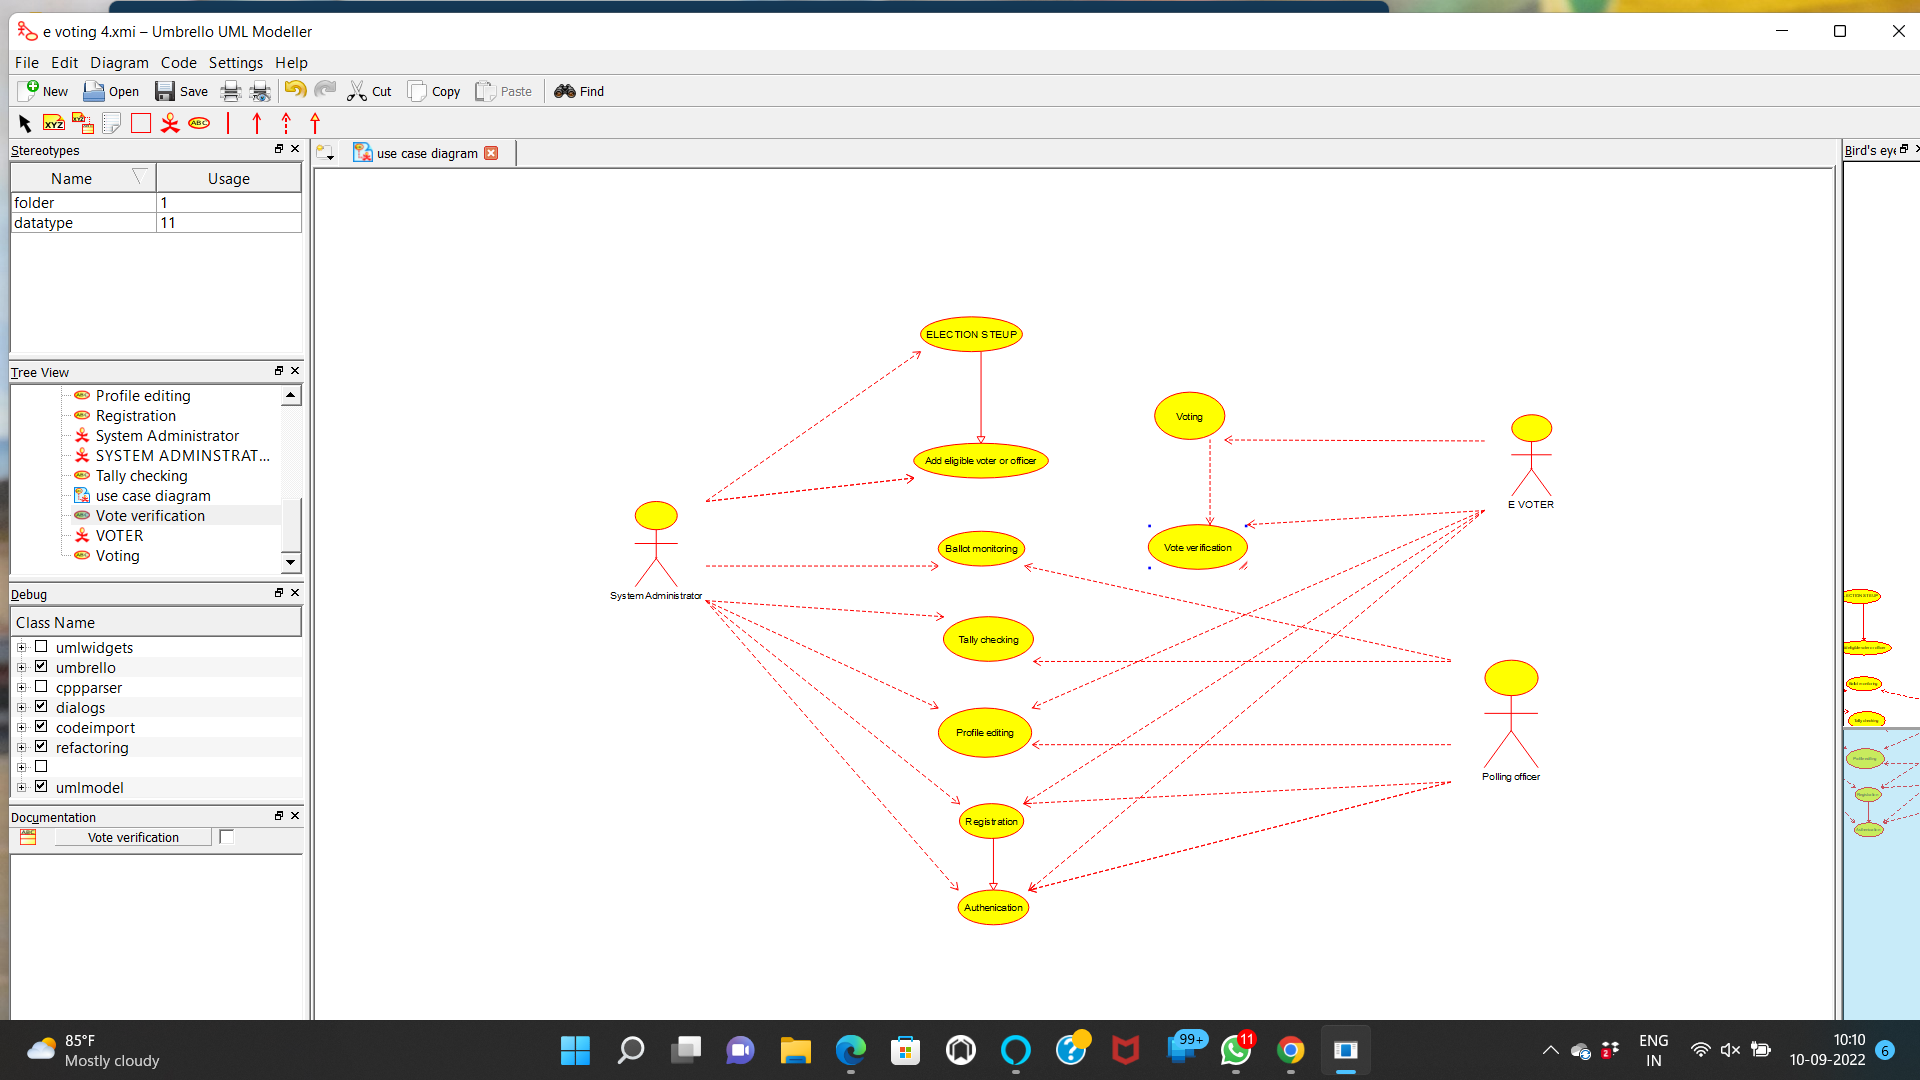 e voting 4.xmi – Umbrello UML Modeller
File Edit Diagram Code Settings Help
New Open Save Cut Copy Paste Find
XYZ ABC
Stereotypes
Name Usage
folder 1
datatype 11
Tree View
Profile editing
Registration
System Administrator
SYSTEM ADMINSTRAT...
Tally checking
use case diagram
Vote verification
VOTER
Voting
Debug
Class Name
umlwidgets
umbrello
cppparser
dialogs
codeimport
refactoring
umlmodel
Documentation
Vote verification
use case diagram
ELECTION STEUP
Add eligible voter or officer
Voting
E VOTER
Vote verification
Ballot monitoring
System Administrator
Tally checking
Profile editing
Polling officer
Registration
Authenication
Bird's eye
85°F
Mostly cloudy
99+
11
2
ENG
IN
10:10
10-09-2022
6